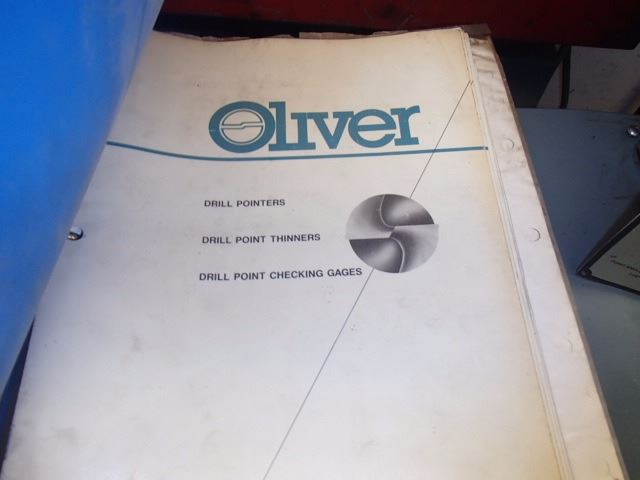 Oliver
DRILL POINTERS
DRILL POINT THINNERS
DRILL POINT CHECKING GAGES